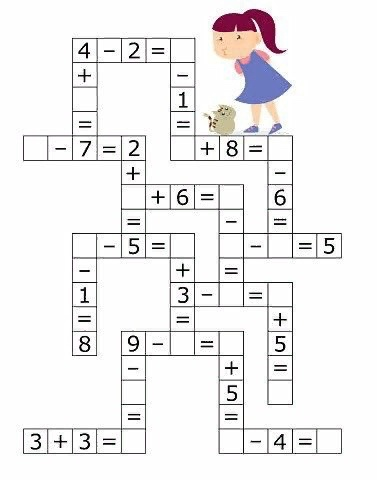 4 − 2 =
+ −
1
= =
− 7 = 2 + 8 =
+ −
+ 6 = 6
= − =
− 5 = − = 5
− + =
1 3 − =
= = +
8 9 − = 5
− + =
5
= =
3 + 3 = − 4 =